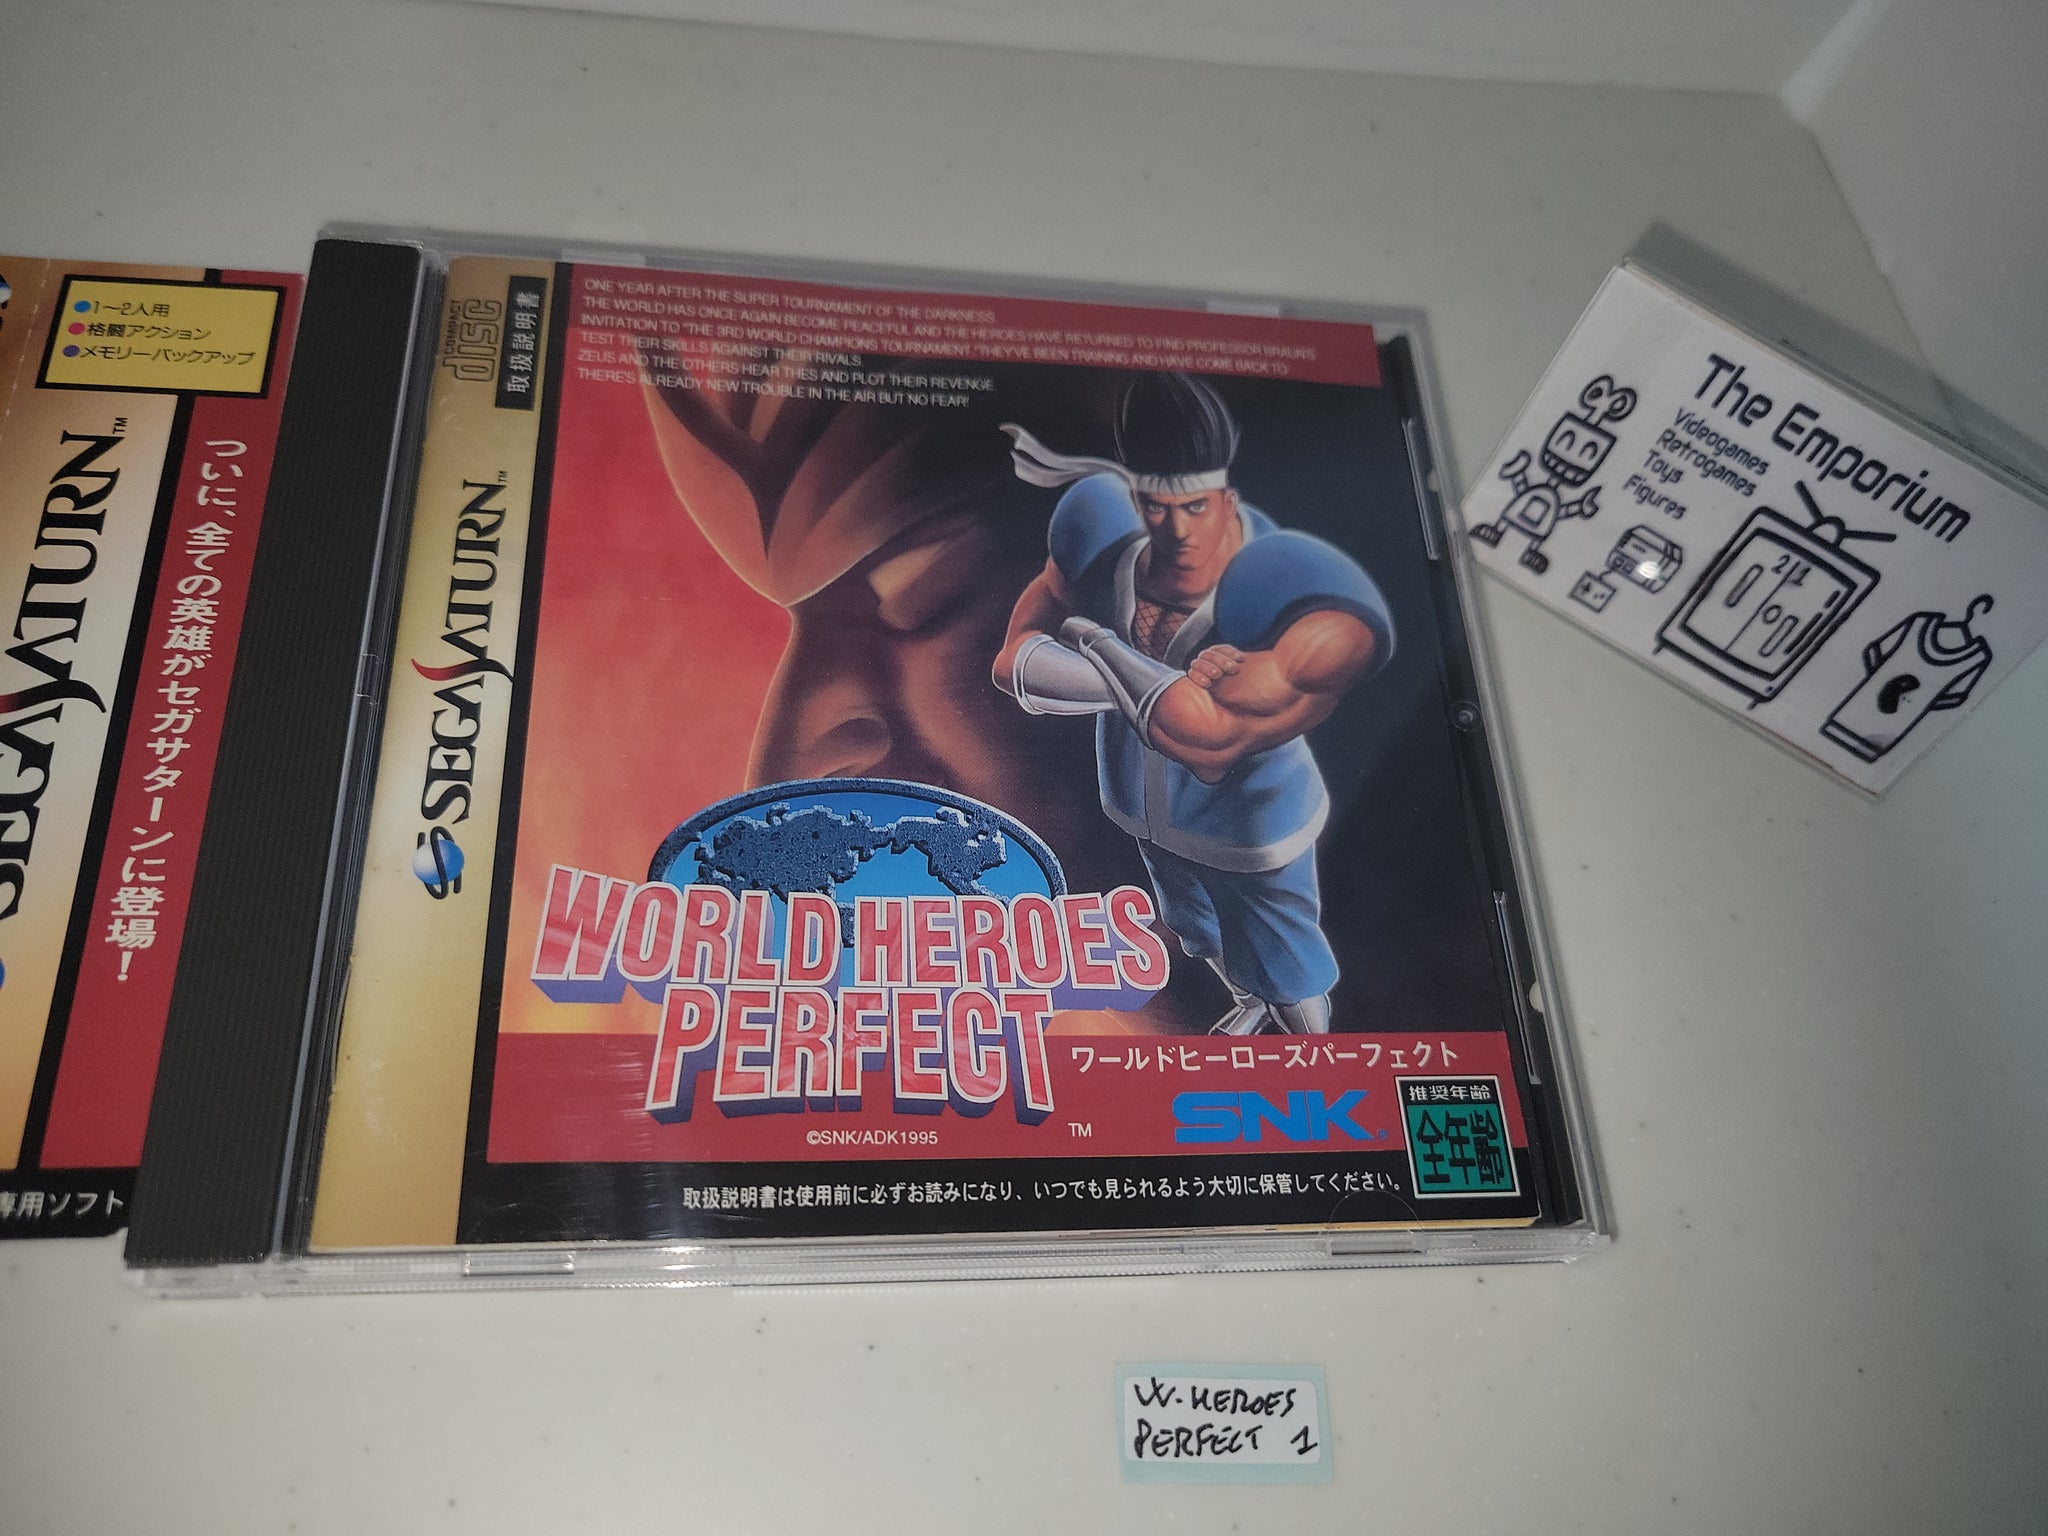 ●1〜2人用
●格闘アクション
●メモリーバックアップ
SEGA SATURN™
ついに、全ての英雄がセガサターンに登場!
専用ソフト
COMPACT
disc
取扱説明書
SEGA SATURN™
ONE YEAR AFTER THE SUPER TOURNAMENT OF THE DARKNESS
THE WORLD HAS ONCE AGAIN BECOME PEACEFUL AND THE HEROES HAVE RETURNED TO FIND PROFESSOR BRAUN'S
INVITATION TO "THE 3RD WORLD CHAMPIONS TOURNAMENT." THEY'VE BEEN TRAINING AND HAVE COME BACK TO
TEST THEIR SKILLS AGAINST THEIR RIVALS.
ZEUS AND THE OTHERS HEAR THES AND PLOT THEIR REVENGE.
THERE'S ALREADY NEW TROUBLE IN THE AIR BUT NO FEAR!
WORLD HEROES
PERFECT
™
ワールドヒーローズパーフェクト
©SNK/ADK1995
SNK®
推奨年齢
全年齢
取扱説明書は使用前に必ずお読みになり、いつでも見られるよう大切に保管してください。
The Emporium
Videogames
Retrogames
Toys
Figures
21
W. HEROES
PERFECT 1